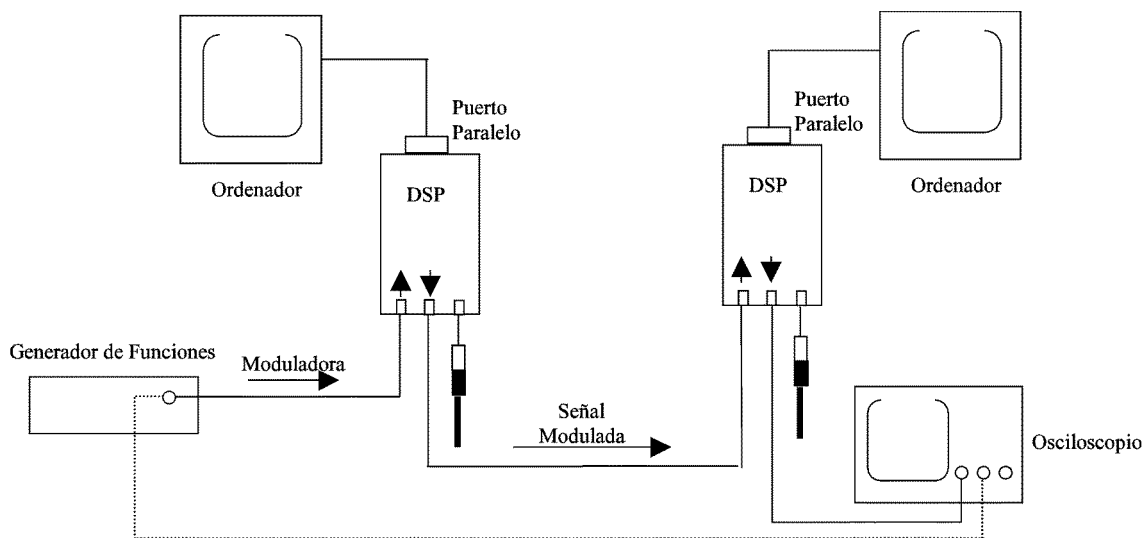 Puerto
Paralelo
Ordenador
DSP
Puerto
Paralelo
Ordenador
DSP
Generador de Funciones
Moduladora
Señal
Modulada
Osciloscopio